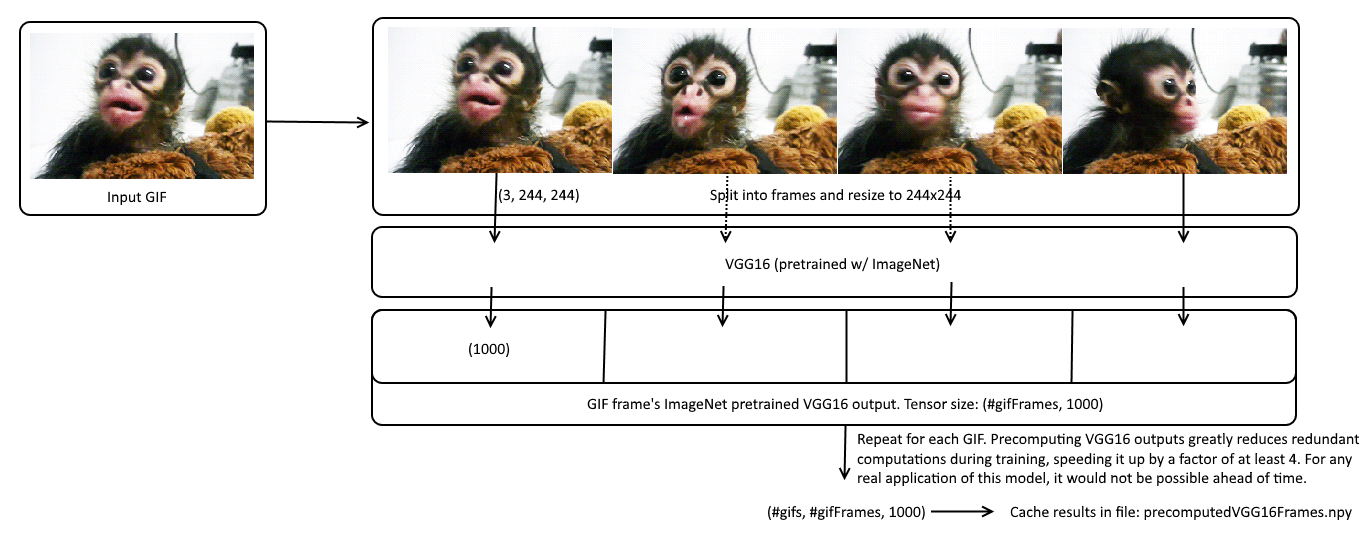 Input GIF
(3, 244, 244)
Split into frames and resize to 244x244
VGG16 (pretrained w/ ImageNet)
(1000)
GIF frame's ImageNet pretrained VGG16 output. Tensor size: (#gifFrames, 1000)
Repeat for each GIF. Precomputing VGG16 outputs greatly reduces redundant
computations during training, speeding it up by a factor of at least 4. For any
real application of this model, it would not be possible ahead of time.
(#gifs, #gifFrames, 1000)
Cache results in file: precomputedVGG16Frames.npy